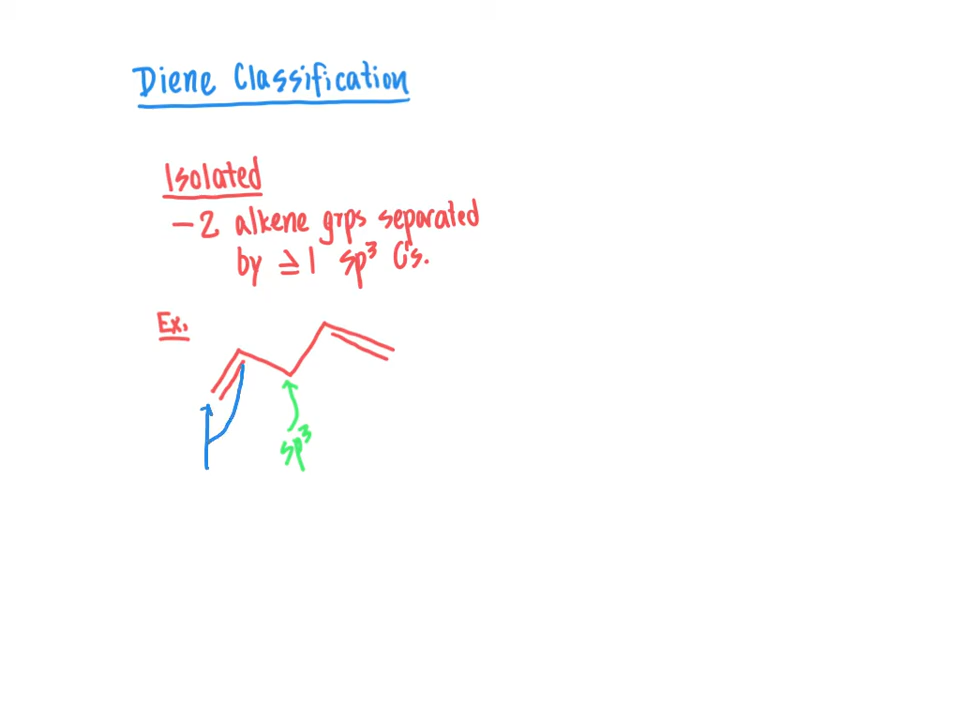 Diene Classification
Isolated
- 2 alkene grps separated
by ≥ 1 sp³ C's.
Ex.
sp³